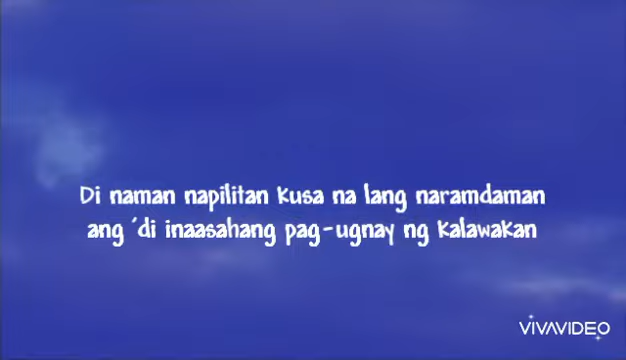 Di naman napilitan kusa na lang naramdaman
ang 'di inaasahang pag-ugnay ng kalawakan
VIVAVIDEO